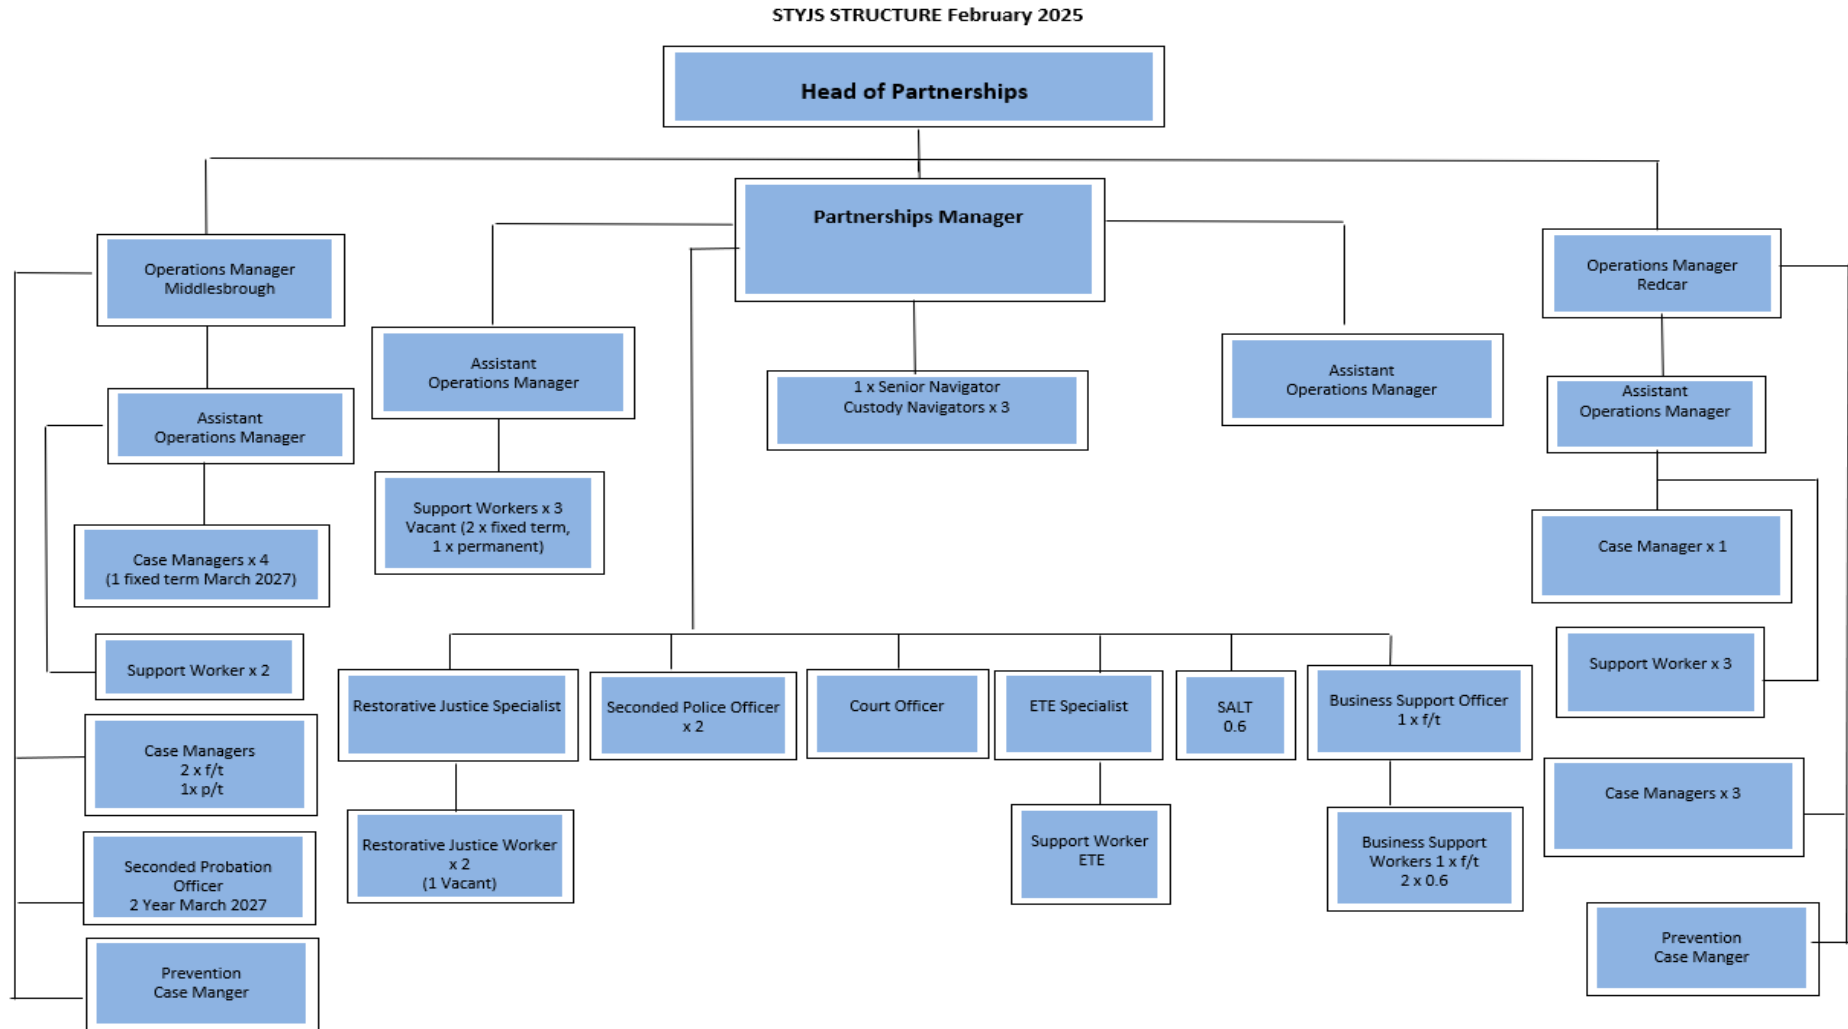 STYJS STRUCTURE February 2025
Head of Partnerships
Partnerships Manager
Operations Manager
Middlesbrough
Operations Manager
Redcar
Assistant
Operations Manager
Assistant
Operations Manager
1 x Senior Navigator
Custody Navigators x 3
Assistant
Operations Manager
Assistant
Operations Manager
Support Workers x 3
Vacant (2 x fixed term,
1 x permanent)
Case Managers x 4
(1 fixed term March 2027)
Case Manager x 1
Support Worker x 2
Support Worker x 3
Restorative Justice Specialist
Seconded Police Officer
x 2
Court Officer
ETE Specialist
SALT
0.6
Business Support Officer
1 x f/t
Case Managers
2 x f/t
1x p/t
Case Managers x 3
Restorative Justice Worker
x 2
(1 Vacant)
Support Worker
ETE
Business Support
Workers 1 x f/t
2 x 0.6
Seconded Probation
Officer
2 Year March 2027
Prevention
Case Manger
Prevention
Case Manger